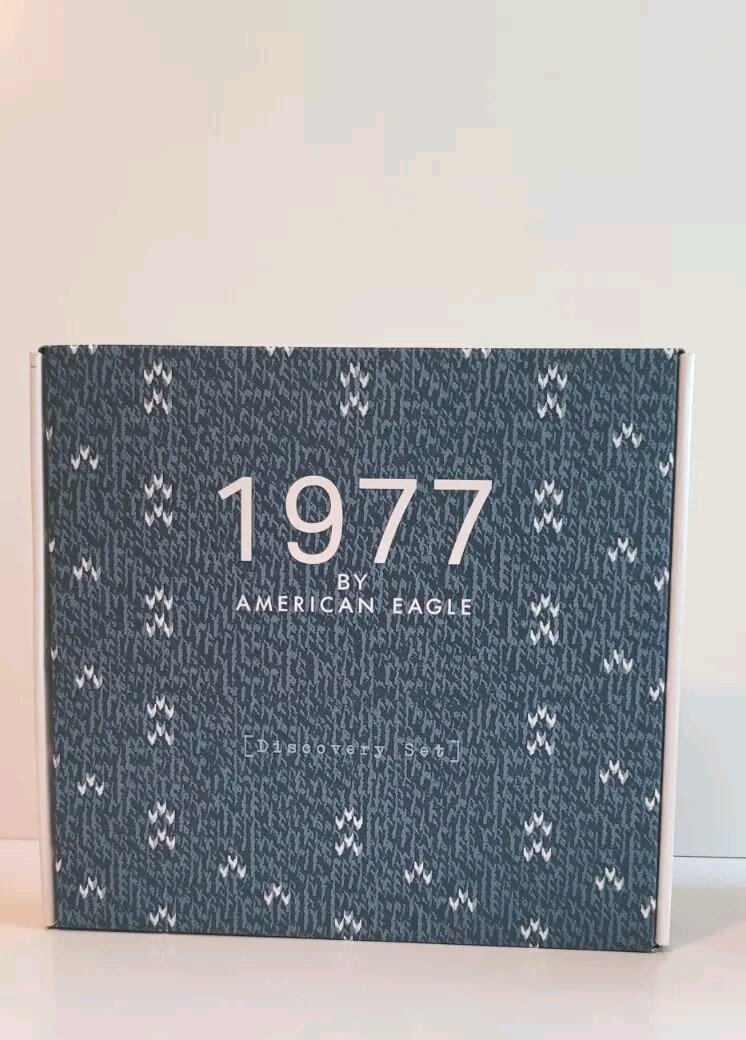 1977
BY
AMERICAN EAGLE
[Discovery Set]